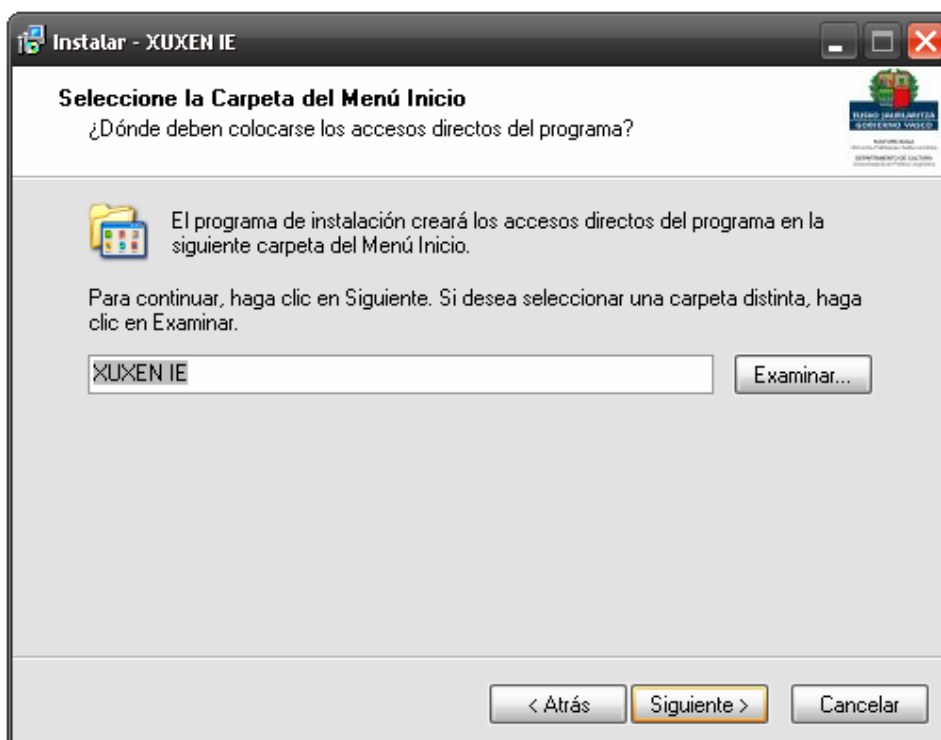 Instalar - XUXEN IE
Seleccione la Carpeta del Menú Inicio
¿Dónde deben colocarse los accesos directos del programa?
EUSKO JAURLARITZA
GOBIERNO VASCO
DEPARTAMENTO DE CULTURA
El programa de instalación creará los accesos directos del programa en la
siguiente carpeta del Menú Inicio.
Para continuar, haga clic en Siguiente. Si desea seleccionar una carpeta distinta, haga
clic en Examinar.
XUXEN IE
Examinar...
< Atrás
Siguiente >
Cancelar